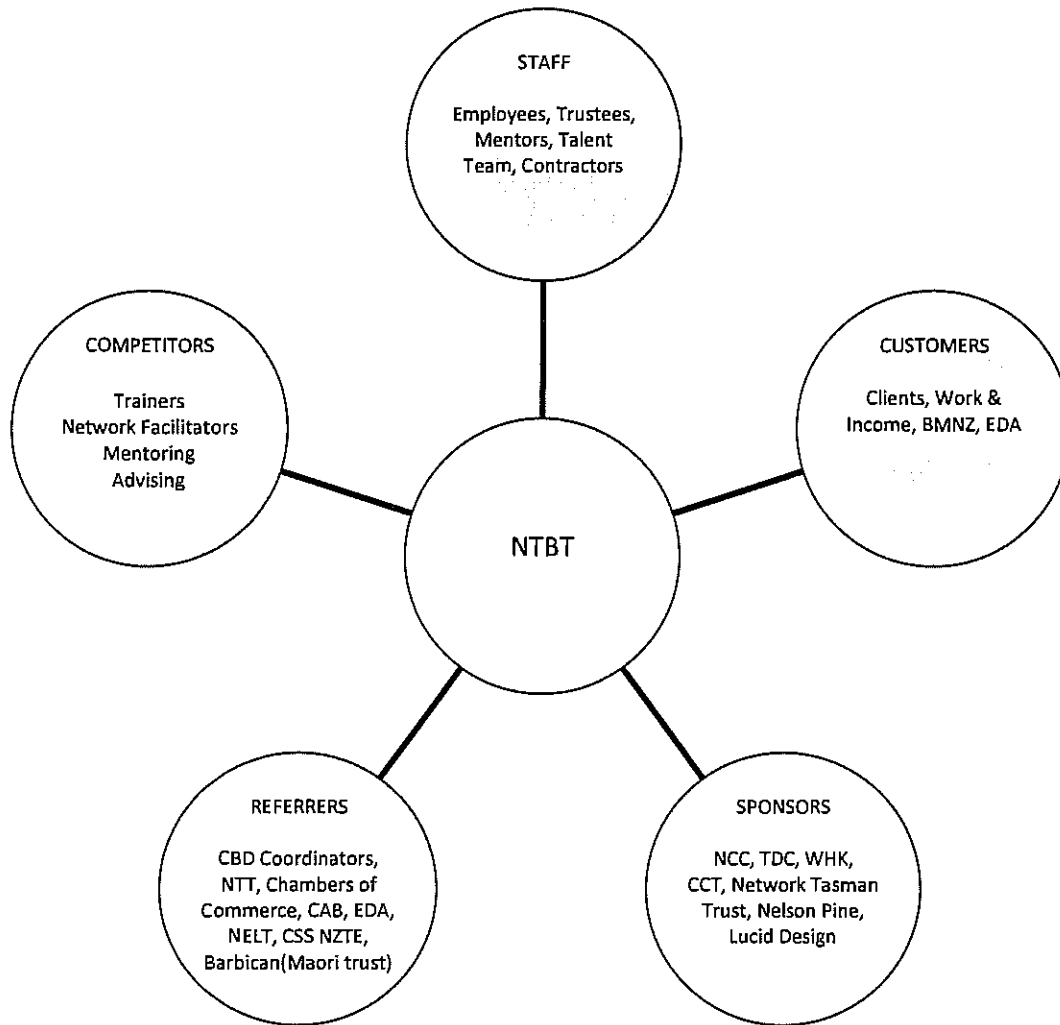 STAFF
Employees, Trustees,
Mentors, Talent
Team, Contractors
COMPETITORS
Trainers
Network Facilitators
Mentoring
Advising
CUSTOMERS
Clients, Work &
Income, BMNZ, EDA
NTBT
REFERRERS
CBD Coordinators,
NTT, Chambers of
Commerce, CAB, EDA,
NELT, CSS NZTE,
Barbican(Maori trust)
SPONSORS
NCC, TDC, WHK,
CCT, Network Tasman
Trust, Nelson Pine,
Lucid Design